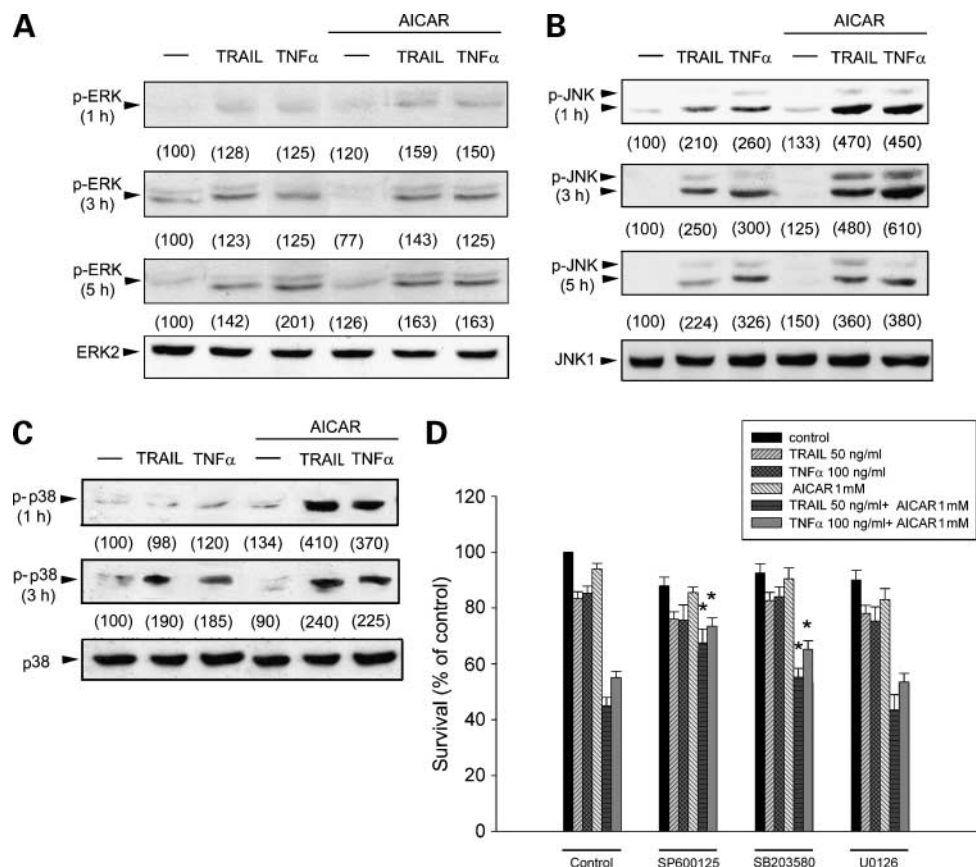 A
AICAR
— TRAIL TNFα — TRAIL TNFα
p-ERK
(1 h)
(100) (128) (125) (120) (159) (150)
p-ERK
(3 h)
(100) (123) (125) (77) (143) (125)
p-ERK
(5 h)
(100) (142) (201) (126) (163) (163)
ERK2
B
AICAR
— TRAIL TNFα — TRAIL TNFα
p-JNK
(1 h)
(100) (210) (260) (133) (470) (450)
p-JNK
(3 h)
(100) (250) (300) (125) (480) (610)
p-JNK
(5 h)
(100) (224) (326) (150) (360) (380)
JNK1
C
AICAR
— TRAIL TNFα — TRAIL TNFα
p-p38
(1 h)
(100) (98) (120) (134) (410) (370)
p-p38
(3 h)
(100) (190) (185) (90) (240) (225)
p38
D
control
TRAIL 50 ng/ml
TNFα 100 ng/ml
AICAR 1mM
TRAIL 50 ng/ml+ AICAR 1mM
TNFα 100 ng/ml+ AICAR 1mM
Survival (% of control)
120
100
80
60
40
20
0
* *
* *
Control SP600125 SB203580 U0126